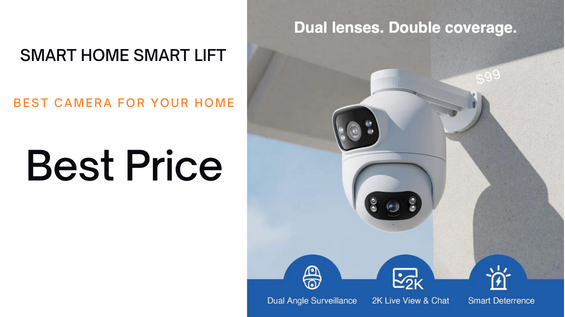 SMART HOME SMART LIFT
BEST CAMERA FOR YOUR HOME
Best Price
Dual lenses. Double coverage.
S99
2K
Dual Angle Surveillance
2K Live View & Chat
Smart Deterrence